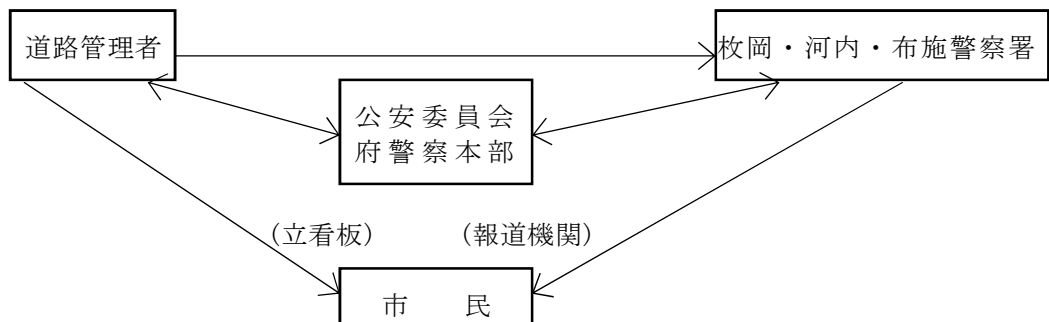 道路管理者
枚岡・河内・布施警察署
公安委員会
府警察本部
(立看板)
(報道機関)
市　　民